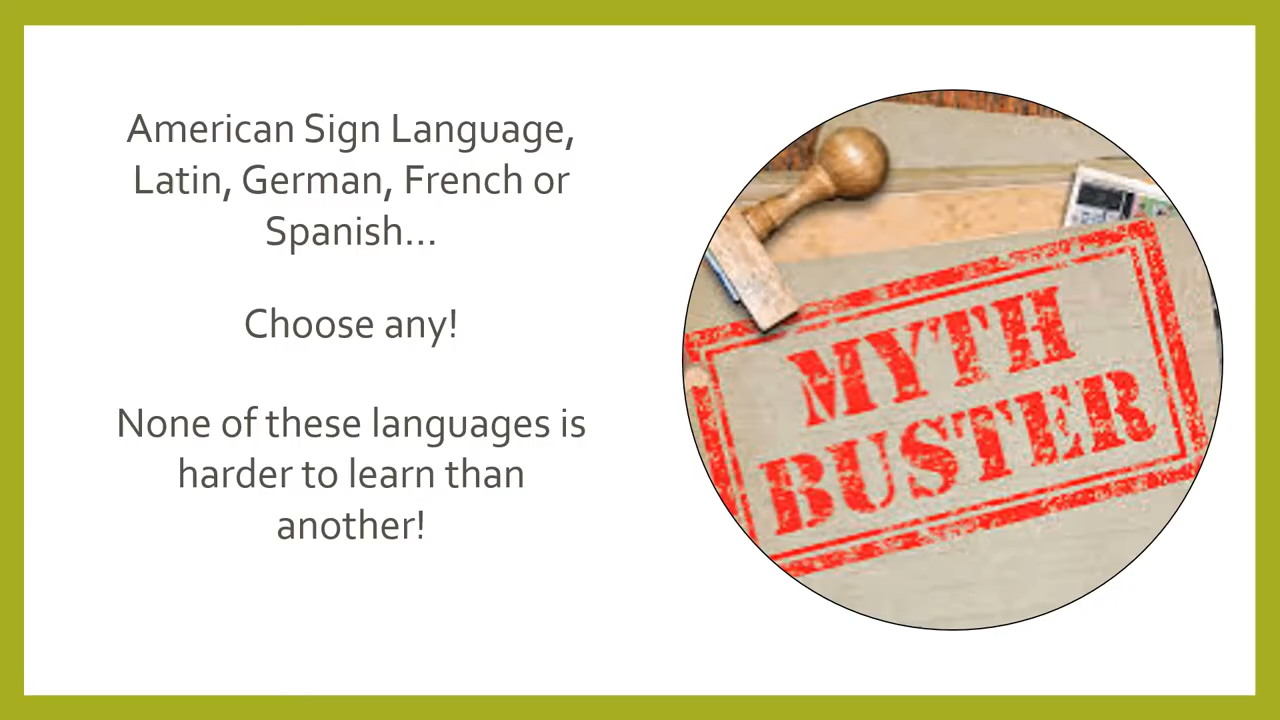 American Sign Language,
Latin, German, French or
Spanish...
Choose any!
None of these languages is
harder to learn than
another!
MYTH
BUSTER